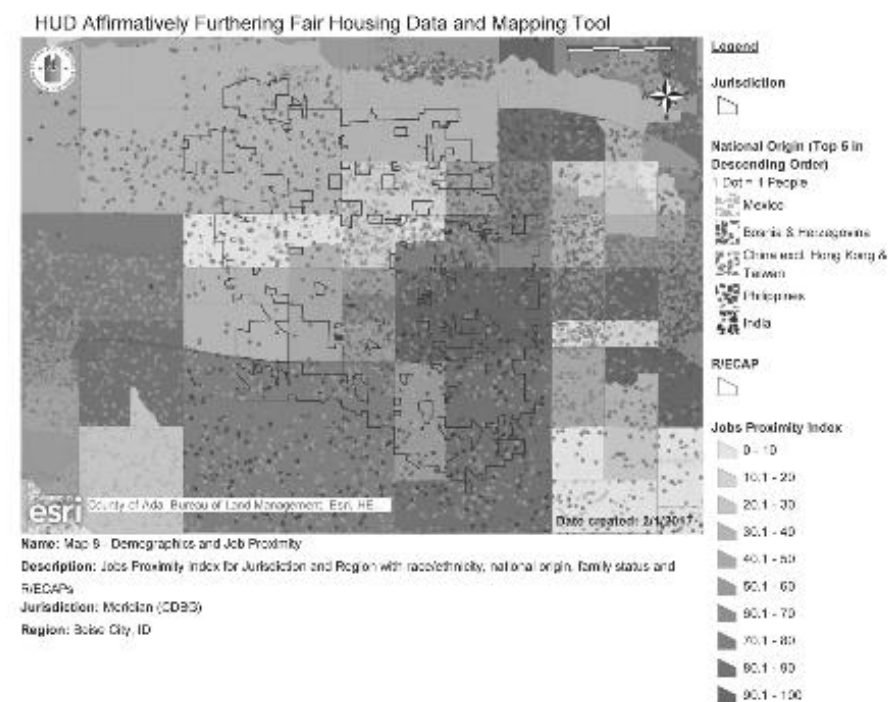 HUD Affirmatively Furthering Fair Housing Data and Mapping Tool
Legend
Jurisdiction
National Origin (Top 5 in
Descending Order)
1 Dot = 1 People
Mexico
Bosnia & Herzegovina
China excl. Hong Kong &
Taiwan
Philippines
India
R/ECAP
Jobs Proximity Index
0 - 10
10.1 - 20
20.1 - 30
30.1 - 40
40.1 - 50
50.1 - 60
60.1 - 70
70.1 - 80
80.1 - 90
90.1 - 100
esri
County of Ada, Bureau of Land Management, Esri, HE...
Date created: 2/1/2017
Name: Map 8 - Demographics and Job Proximity
Description: Jobs Proximity Index for Jurisdiction and Region with race/ethnicity, national origin, family status and
R/ECAPs
Jurisdiction: Meridian (CDBG)
Region: Boise City, ID